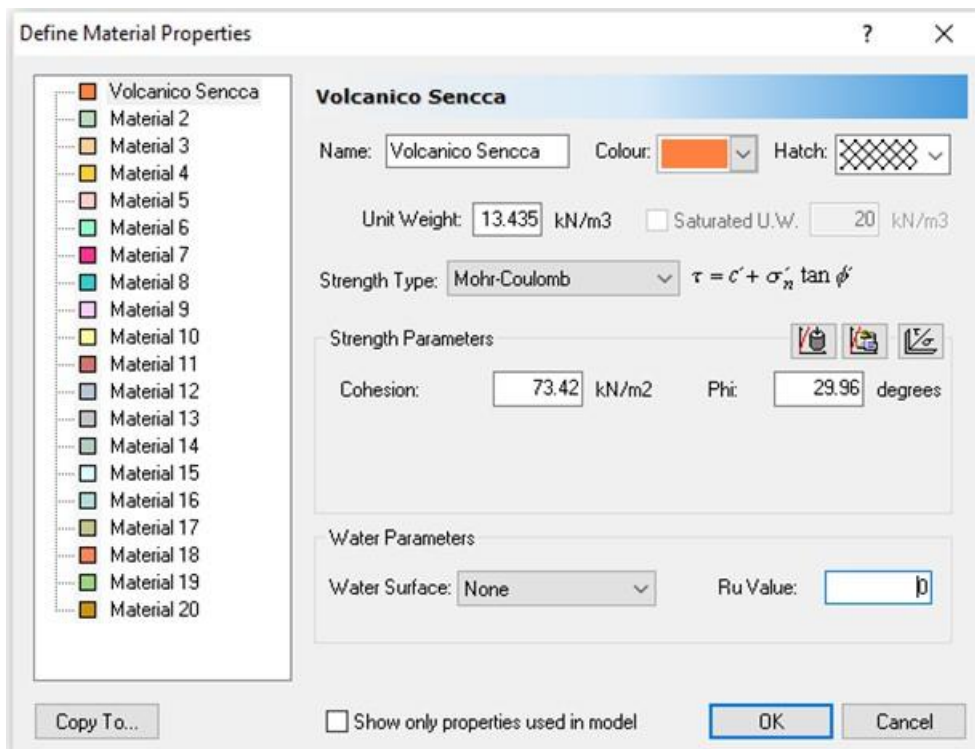 Define Material Properties ? ×
Volcanico Sencca
Material 2
Material 3
Material 4
Material 5
Material 6
Material 7
Material 8
Material 9
Material 10
Material 11
Material 12
Material 13
Material 14
Material 15
Material 16
Material 17
Material 18
Material 19
Material 20
Copy To...
Volcanico Sencca
Name: Volcanico Sencca Colour: Hatch:
Unit Weight: 13.435 kN/m3 Saturated U.W. 20 kN/m3
Strength Type: Mohr-Coulomb τ = c′ + σ′n tan ϕ′
Strength Parameters
Cohesion: 73.42 kN/m2 Phi: 29.96 degrees
Water Parameters
Water Surface: None Ru Value: 0
Show only properties used in model OK Cancel